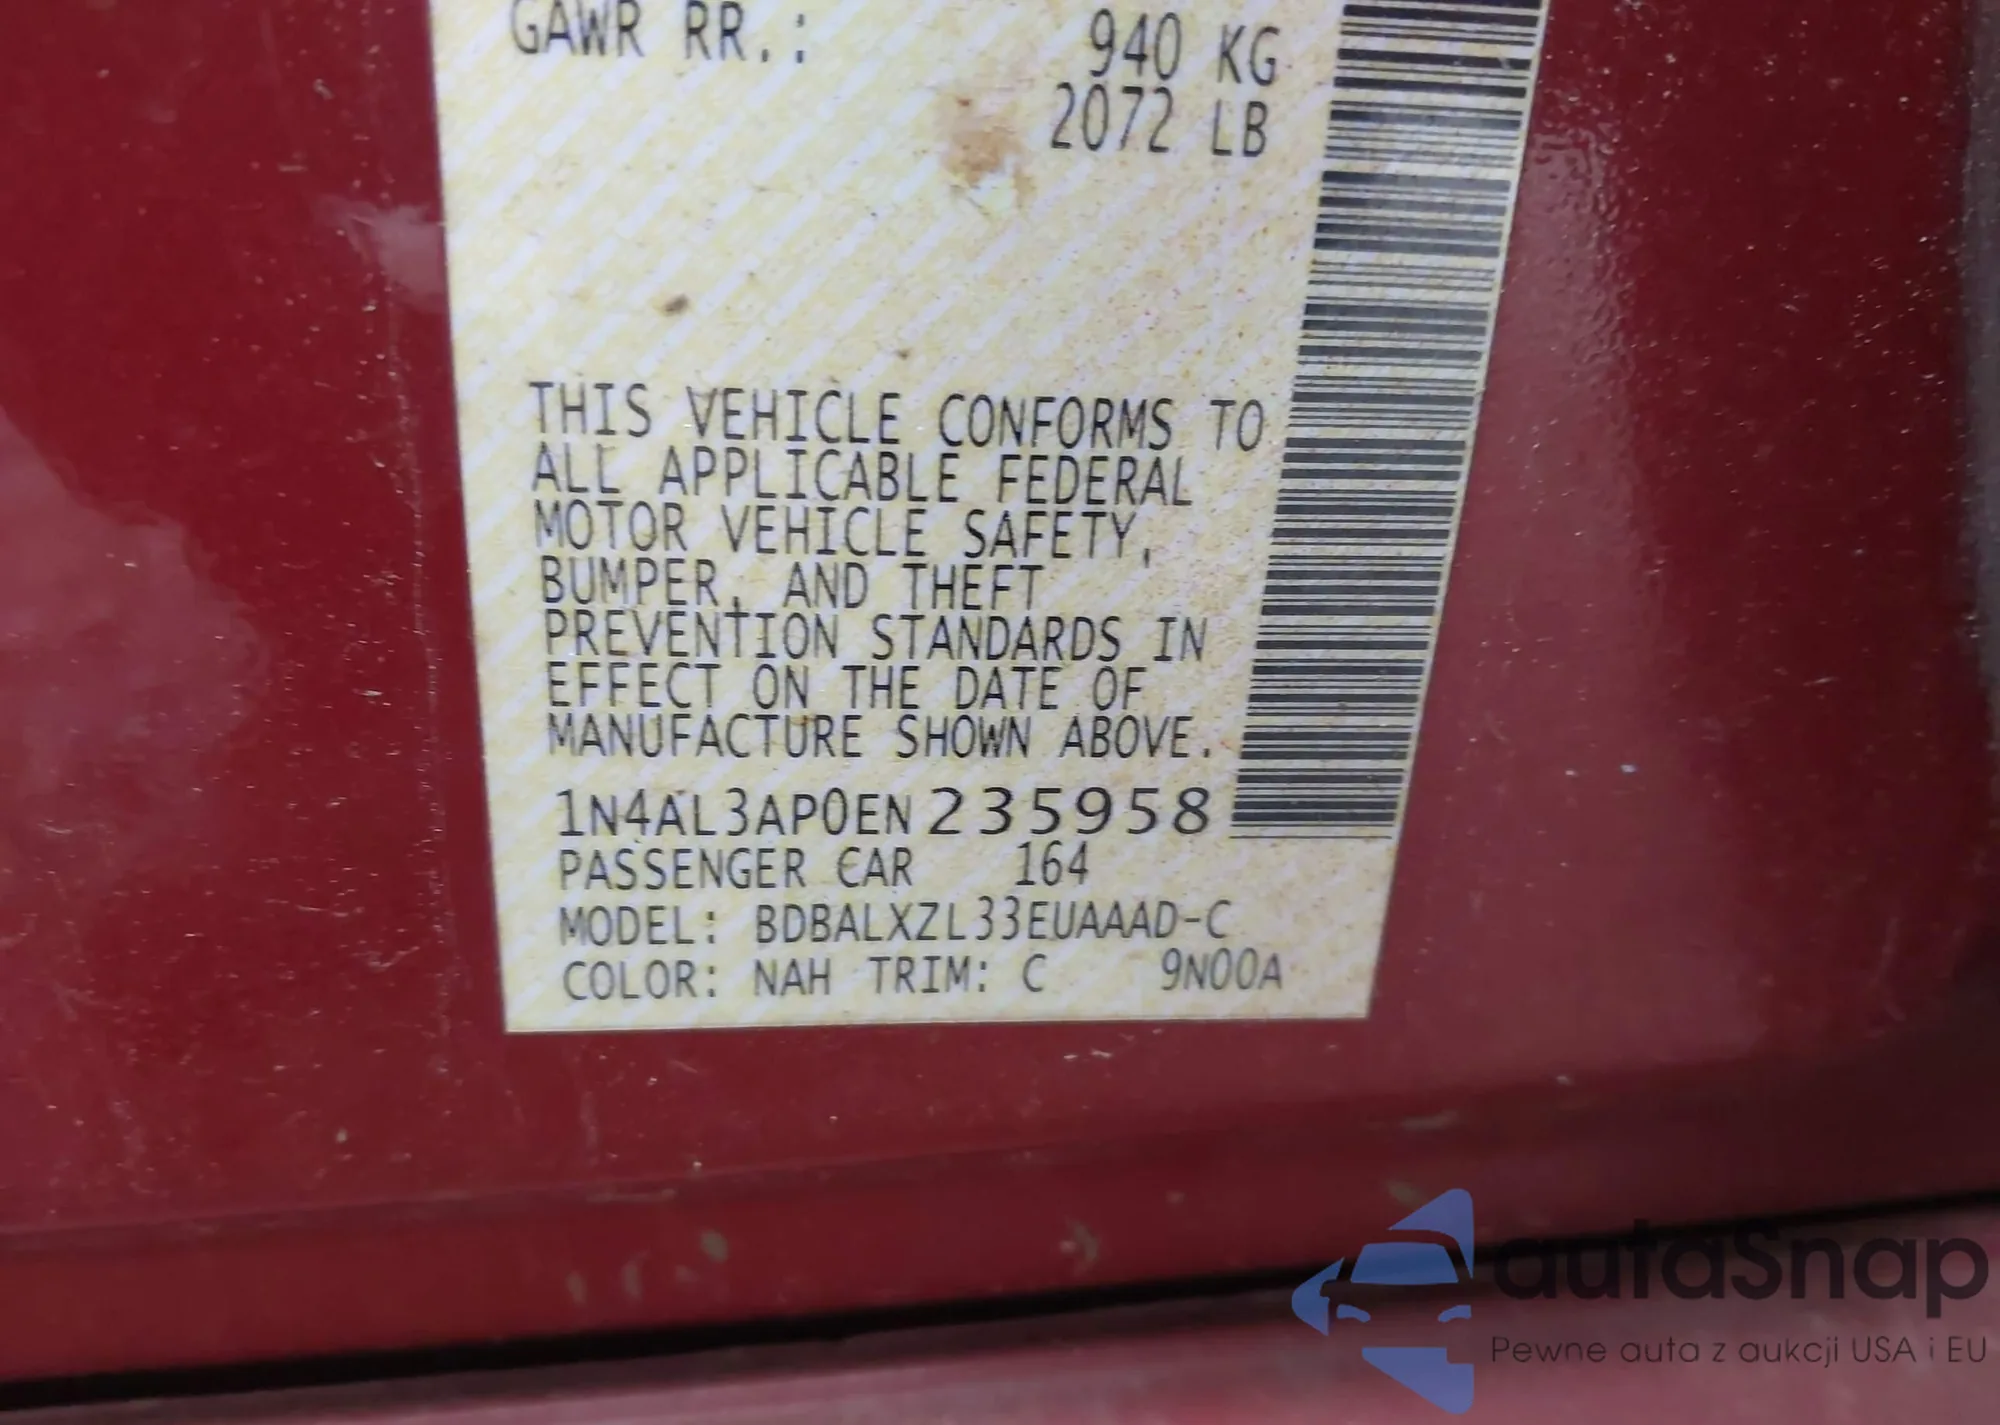 GAWR RR.: 940 KG
2072 LB
THIS VEHICLE CONFORMS TO
ALL APPLICABLE FEDERAL
MOTOR VEHICLE SAFETY,
BUMPER, AND THEFT
PREVENTION STANDARDS IN
EFFECT ON THE DATE OF
MANUFACTURE SHOWN ABOVE.
1N4AL3AP0EN235958
PASSENGER CAR 164
MODEL: BDBALXZL33EUAAAD-C
COLOR: NAH TRIM: C 9N00A
autaSnap
Pewne auta z aukcji USA i EU